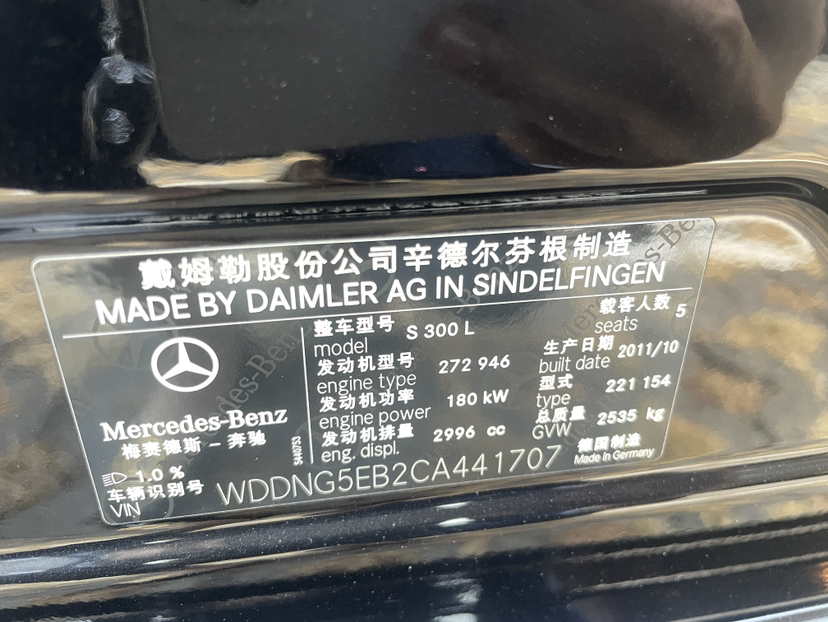 戴姆勒股份公司辛德尔芬根制造
MADE BY DAIMLER AG IN SINDELFINGEN
Mercedes-Benz
梅赛德斯 – 奔驰
1.0 %
整车型号 S 300 L
model
发动机型号 272 946
engine type
发动机功率 180 kW
engine power
发动机排量 2996 cc
eng. displ.
载客人数 5
seats
生产日期 2011/10
built date
型式 221 154
type
总质量 2535 kg
GVW
德国制造
Made in Germany
车辆识别号 WDDNG5EB2CA441707
VIN